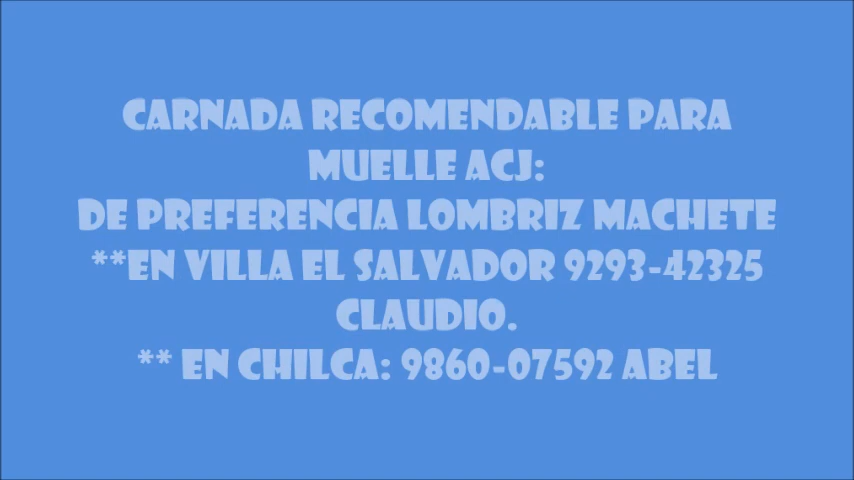 CARNADA RECOMENDABLE PARA
MUELLE ACJ:
DE PREFERENCIA LOMBRIZ MACHETE
**EN VILLA EL SALVADOR 9293-42325
CLAUDIO.
** EN CHILCA: 9860-07592 ABEL